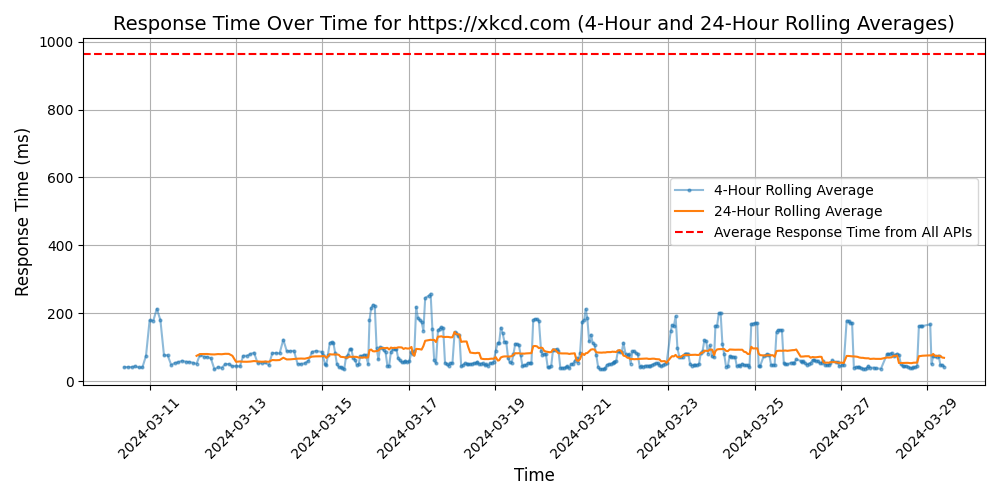 Response Time Over Time for https://xkcd.com (4-Hour and 24-Hour Rolling Averages)
Response Time (ms)
1000
800
600
400
200
0
4-Hour Rolling Average
24-Hour Rolling Average
Average Response Time from All APIs
2024-03-11
2024-03-13
2024-03-15
2024-03-17
2024-03-19
2024-03-21
2024-03-23
2024-03-25
2024-03-27
2024-03-29
Time